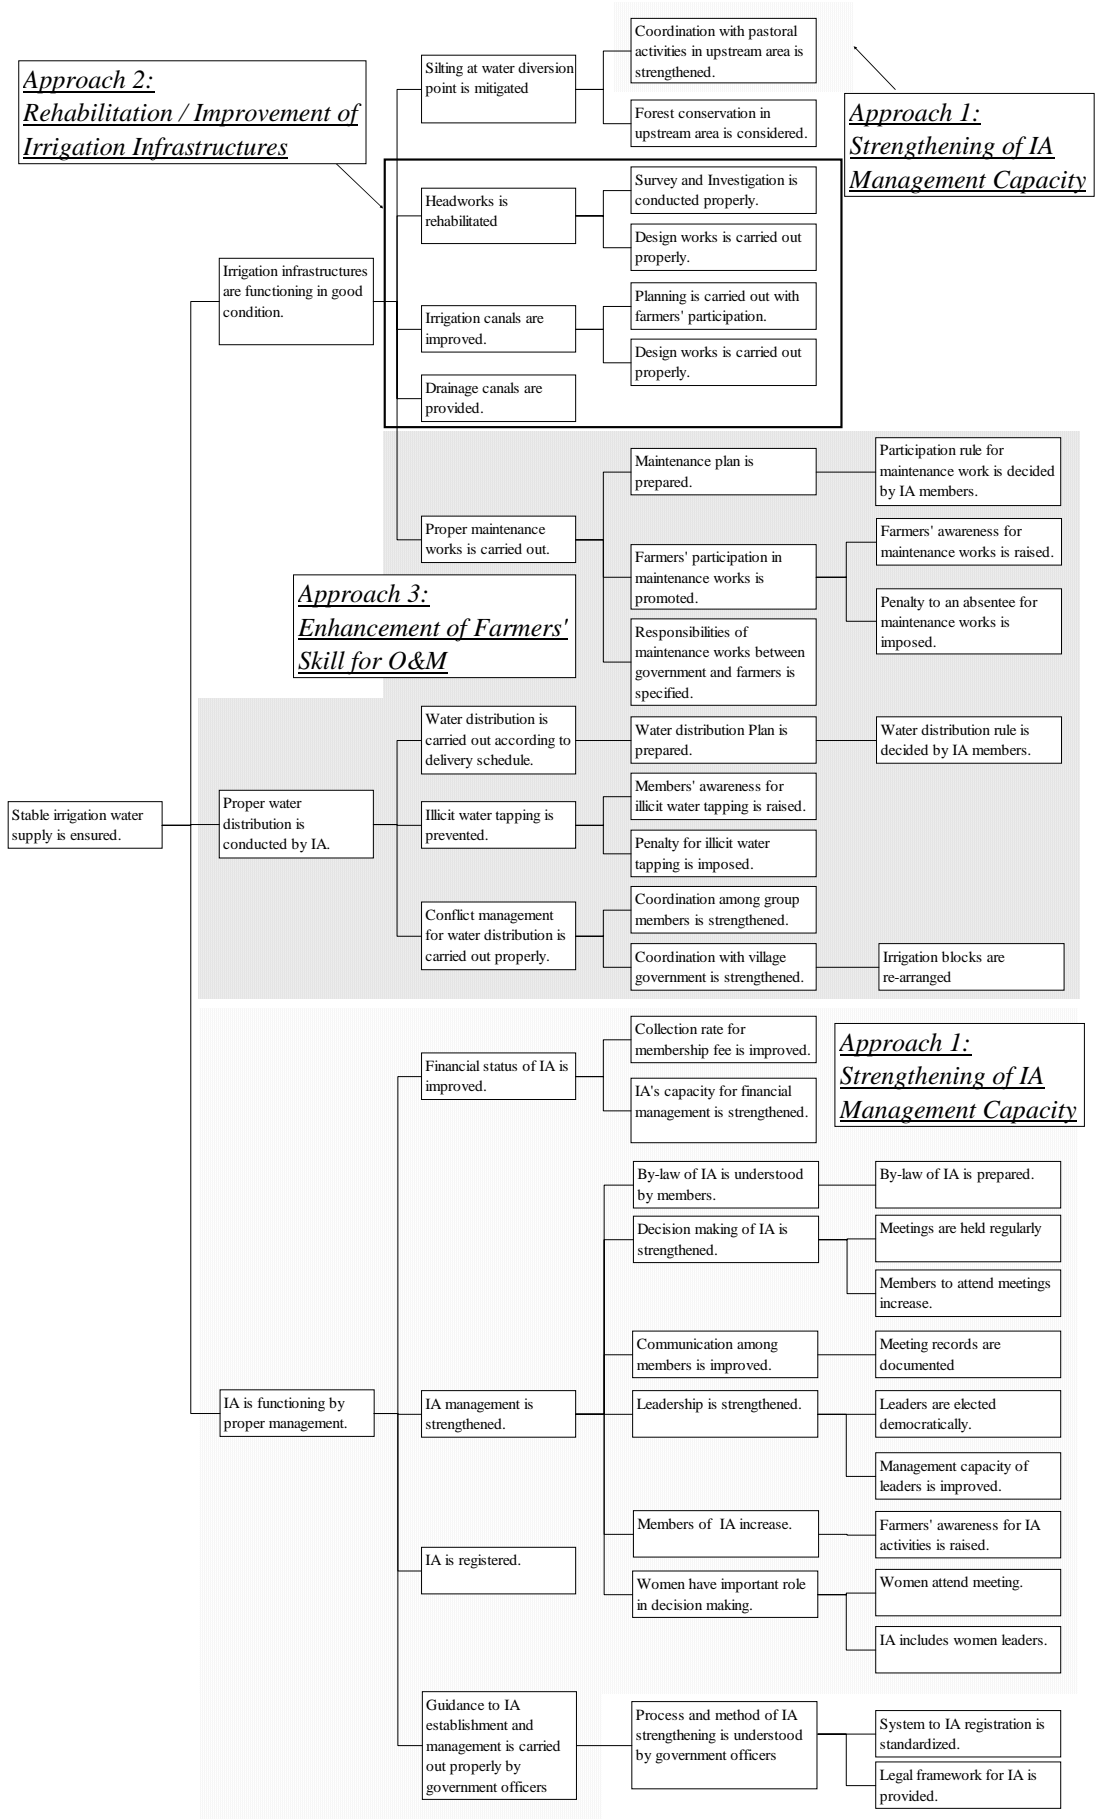 Coordination with pastoral
activities in upstream area is
strengthened.
Silting at water diversion
point is mitigated
Approach 2:
Rehabilitation / Improvement of
Irrigation Infrastructures
Forest conservation in
upstream area is considered.
Approach 1:
Strengthening of IA
Management Capacity
Survey and Investigation is
conducted properly.
Headworks is
rehabilitated
Design works is carried out
properly.
Irrigation infrastructures
are functioning in good
condition.
Planning is carried out with
farmers' participation.
Irrigation canals are
improved.
Design works is carried out
properly.
Drainage canals are
provided.
Maintenance plan is
prepared.
Participation rule for
maintenance work is decided
by IA members.
Proper maintenance
works is carried out.
Farmers' participation in
maintenance works is
promoted.
Farmers' awareness for
maintenance works is raised.
Penalty to an absentee for
maintenance works is
imposed.
Approach 3:
Enhancement of Farmers'
Skill for O&M
Responsibilities of
maintenance works between
government and farmers is
specified.
Water distribution is
carried out according to
delivery schedule.
Water distribution Plan is
prepared.
Water distribution rule is
decided by IA members.
Stable irrigation water
supply is ensured.
Proper water
distribution is
conducted by IA.
Illicit water tapping is
prevented.
Members' awareness for
illicit water tapping is raised.
Penalty for illicit water
tapping is imposed.
Conflict management
for water distribution is
carried out properly.
Coordination among group
members is strengthened.
Coordination with village
government is strengthened.
Irrigation blocks are
re-arranged
Collection rate for
membership fee is improved.
Financial status of IA is
improved.
IA's capacity for financial
management is strengthened.
Approach 1:
Strengthening of IA
Management Capacity
By-law of IA is understood
by members.
By-law of IA is prepared.
Decision making of IA is
strengthened.
Meetings are held regularly
Members to attend meetings
increase.
Communication among
members is improved.
Meeting records are
documented
IA is functioning by
proper management.
IA management is
strengthened.
Leadership is strengthened.
Leaders are elected
democratically.
Management capacity of
leaders is improved.
Members of IA increase.
Farmers' awareness for IA
activities is raised.
IA is registered.
Women have important role
in decision making.
Women attend meeting.
IA includes women leaders.
Guidance to IA
establishment and
management is carried
out properly by
government officers
Process and method of IA
strengthening is understood
by government officers
System to IA registration is
standardized.
Legal framework for IA is
provided.